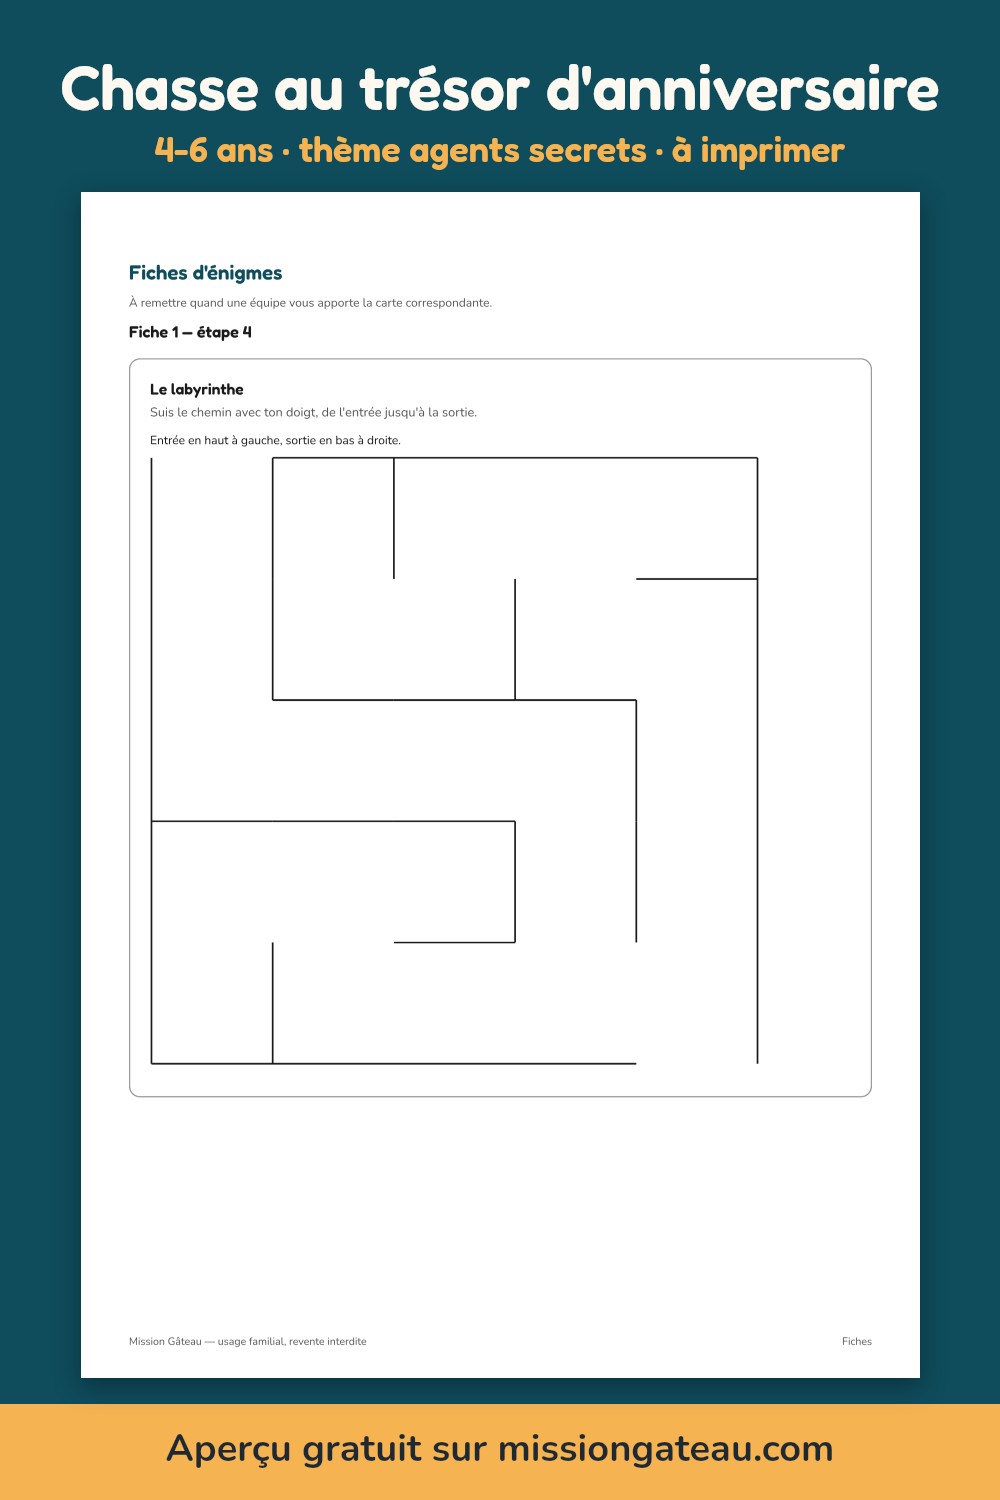 Chasse au trésor d'anniversaire
4-6 ans · thème agents secrets · à imprimer
Fiches d'énigmes
À remettre quand une équipe vous apporte la carte correspondante.
Fiche 1 — étape 4
Le labyrinthe
Suis le chemin avec ton doigt, de l'entrée jusqu'à la sortie.
Entrée en haut à gauche, sortie en bas à droite.
Mission Gâteau — usage familial, revente interdite
Fiches
Aperçu gratuit sur missiongateau.com